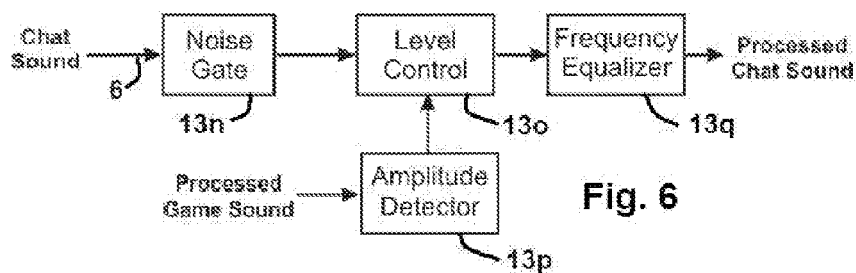 Chat
Sound
6
Noise
Gate
13n
Level
Control
13o
Frequency
Equalizer
13q
Processed
Chat Sound
Processed
Game Sound
Amplitude
Detector
13p
Fig. 6